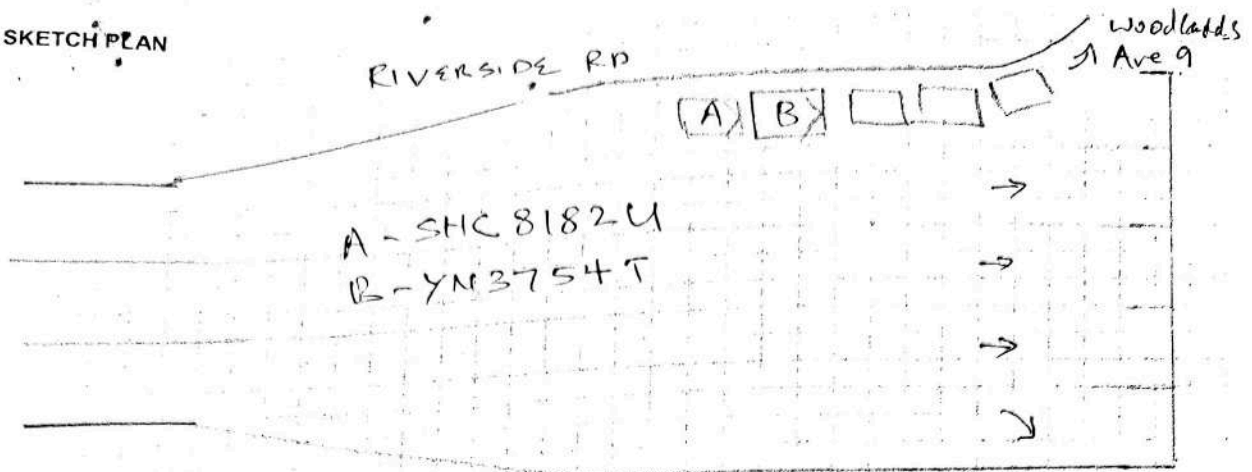 SKETCH PLAN
RIVERSIDE RD
Woodlands
Ave 9
A B
A - SHC 8182U
B - YN3754T